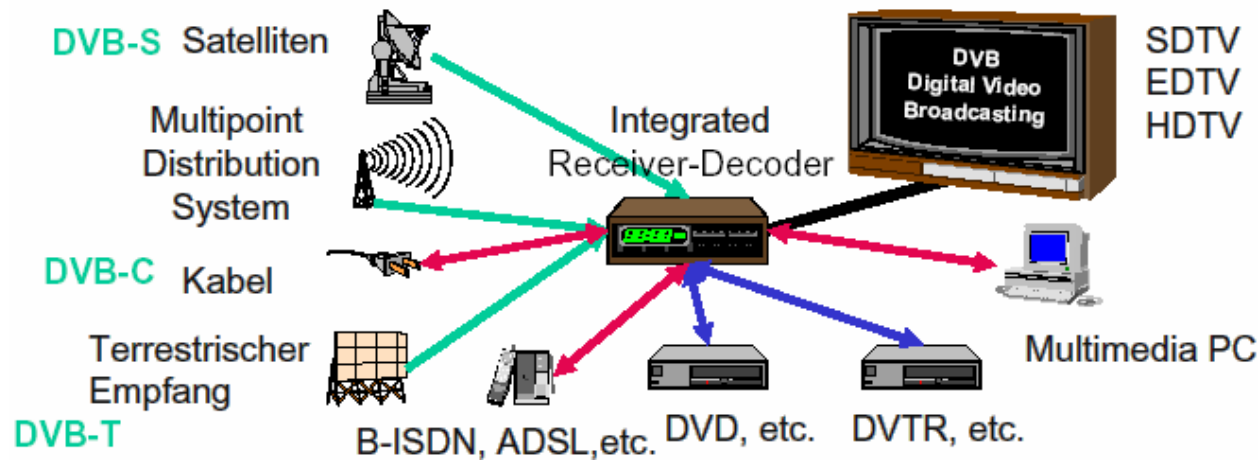 DVB-S Satelliten
Multipoint
Distribution
System
DVB-C Kabel
Terrestrischer
Empfang
DVB-T
B-ISDN, ADSL,etc.
DVD, etc.
DVTR, etc.
Integrated
Receiver-Decoder
DVB
Digital Video
Broadcasting
SDTV
EDTV
HDTV
Multimedia PC